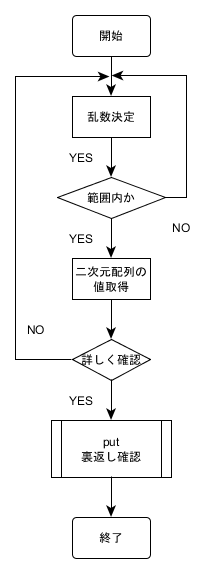 開始
乱数決定
YES
範囲内か
NO
YES
二次元配列の
値取得
NO
詳しく確認
YES
put
裏返し確認
終了